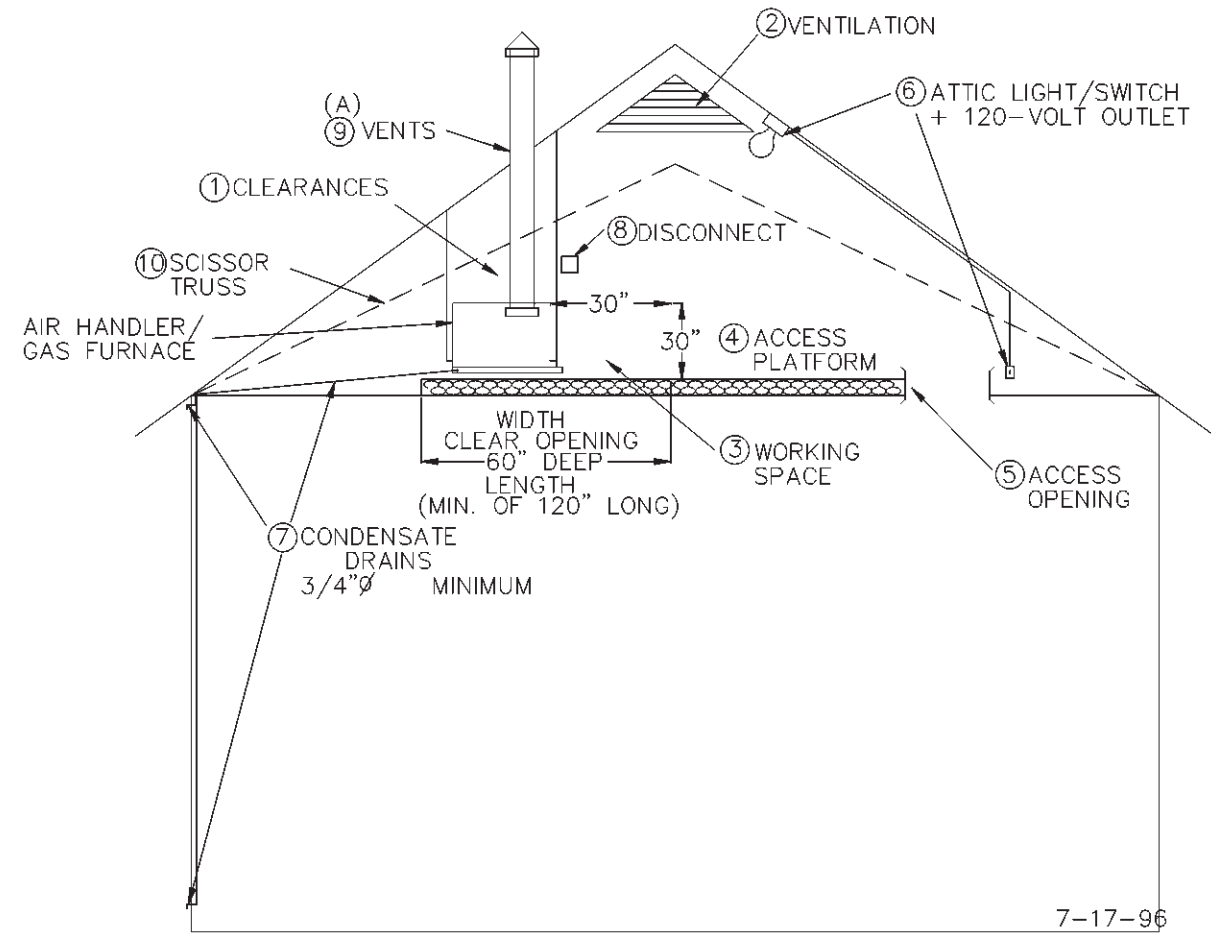 ② VENTILATION
(A)
⑨ VENTS
⑥ ATTIC LIGHT/SWITCH
+ 120-VOLT OUTLET
① CLEARANCES
⑧ DISCONNECT
⑩ SCISSOR
TRUSS
AIR HANDLER/
GAS FURNACE
30"
30"
④ ACCESS
PLATFORM
WIDTH
CLEAR OPENING
60" DEEP
LENGTH
(MIN. OF 120" LONG)
③ WORKING
SPACE
⑤ ACCESS
OPENING
⑦ CONDENSATE
DRAINS
3/4"Ø MINIMUM
7-17-96